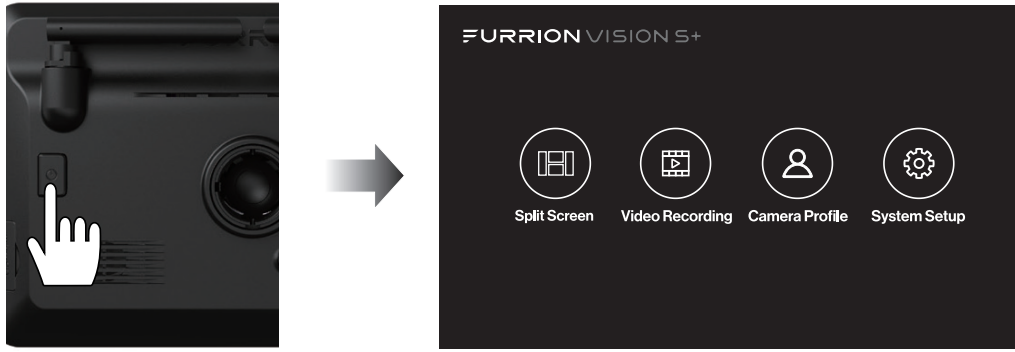 FURRION VISION S+
Split Screen
Video Recording
Camera Profile
System Setup